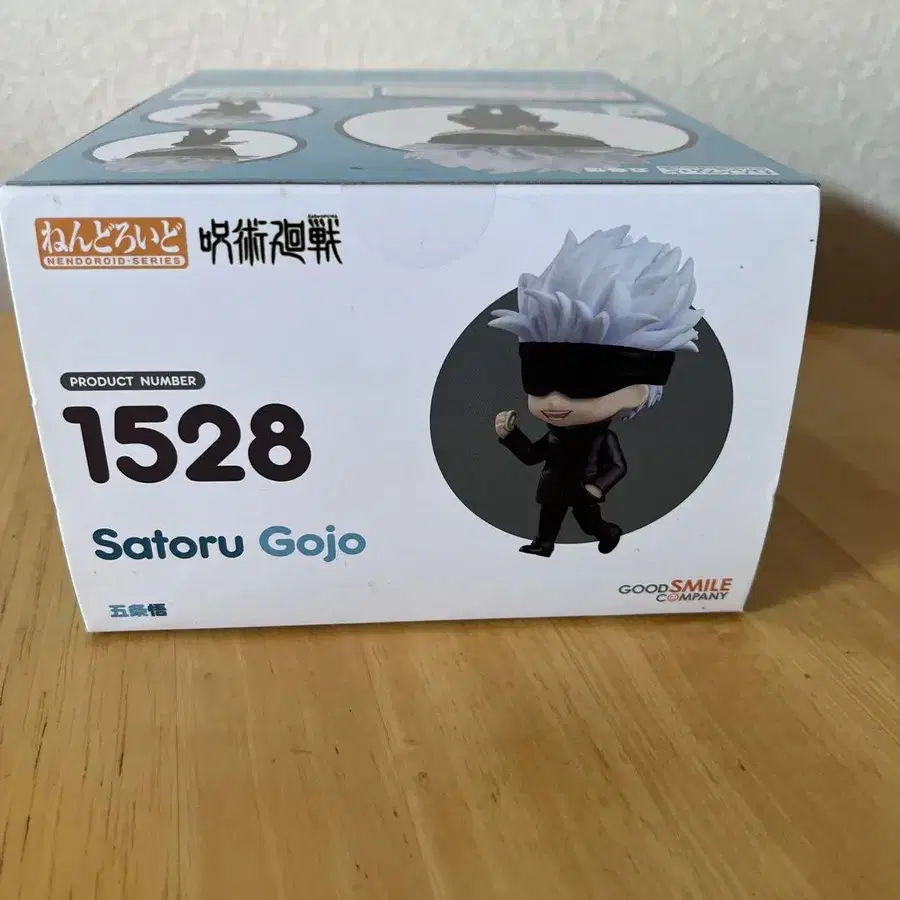 ねんどろいど
NENDOROID-SERIES
呪術廻戦
PRODUCT NUMBER
1528
Satoru Gojo
五条悟
GOOD SMILE
COMPANY